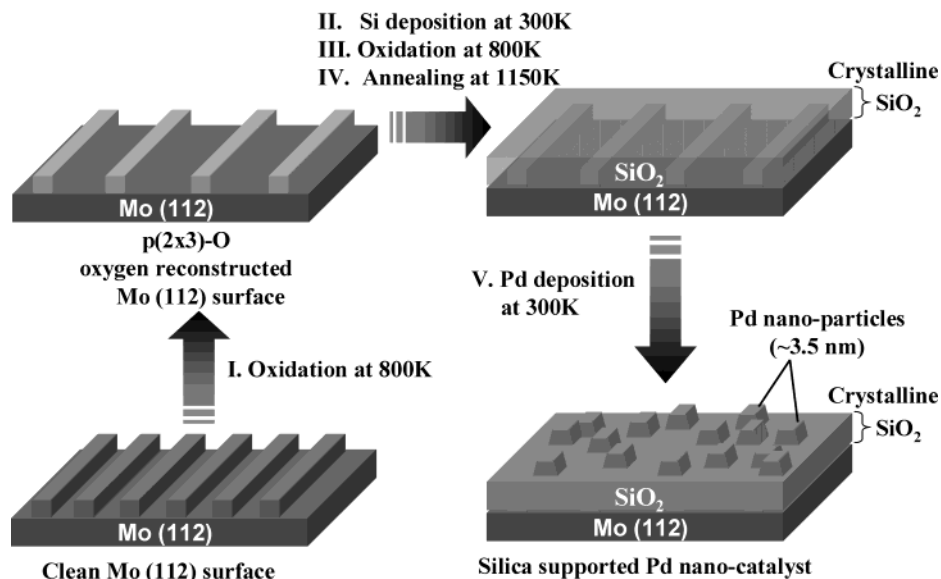 II. Si deposition at 300K
III. Oxidation at 800K
IV. Annealing at 1150K
Crystalline
SiO2
SiO2
Mo (112)
Mo (112)
p(2x3)-O
oxygen reconstructed
Mo (112) surface
V. Pd deposition
at 300K
Pd nano-particles
(~3.5 nm)
I. Oxidation at 800K
Crystalline
SiO2
SiO2
Mo (112)
Mo (112)
Clean Mo (112) surface
Silica supported Pd nano-catalyst